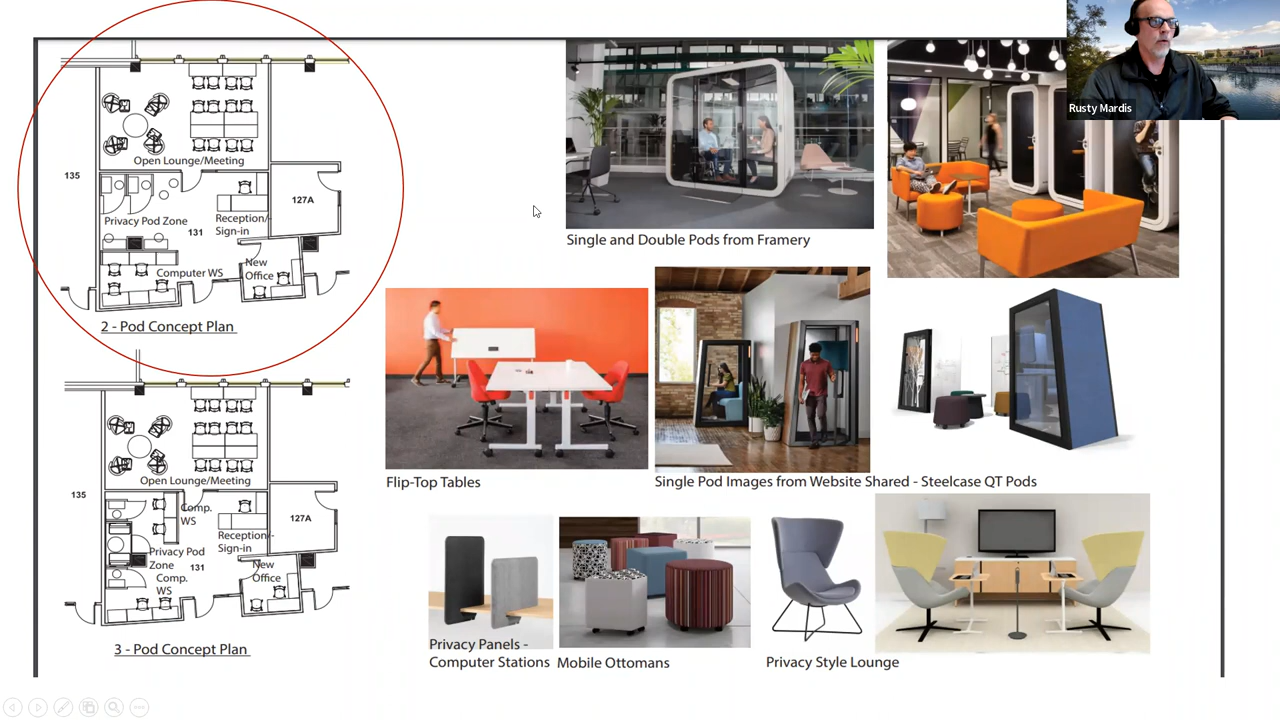 Rusty Mardis
Open Lounge/Meeting
135
127A
Privacy Pod Zone
131
Reception/
Sign-in
New
Office
Computer WS
2 - Pod Concept Plan
Single and Double Pods from Framery
Flip-Top Tables
Single Pod Images from Website Shared - Steelcase QT Pods
Open Lounge/Meeting
135
127A
Comp.
WS
Reception/
Sign-in
Privacy Pod
Zone
131
Comp.
WS
New
Office
3 - Pod Concept Plan
Privacy Panels -
Computer Stations
Mobile Ottomans
Privacy Style Lounge